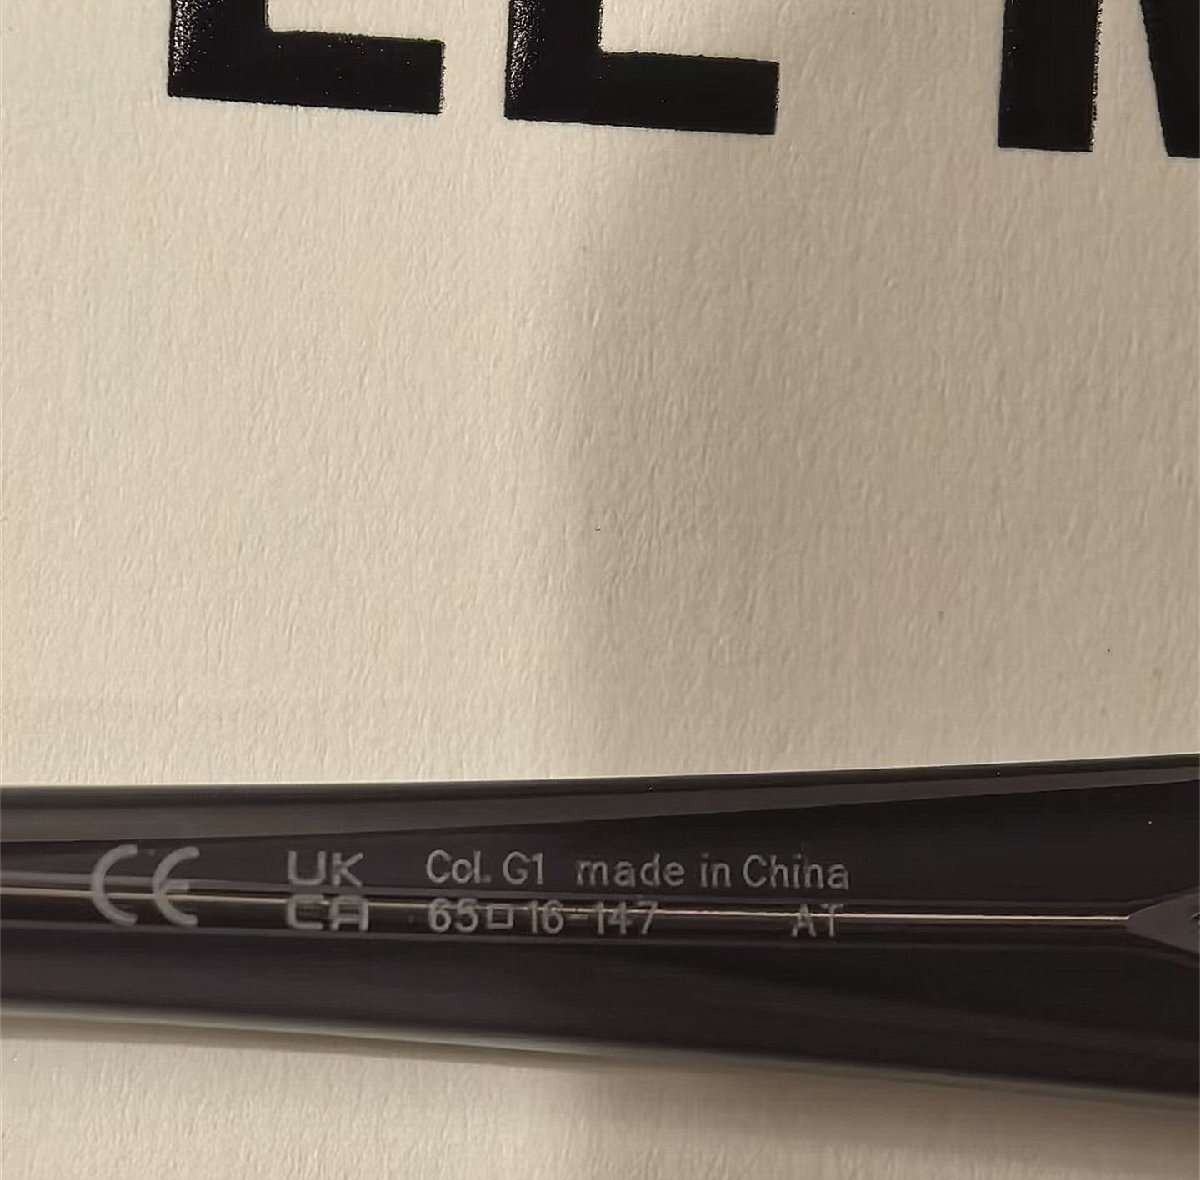 CE UK Col. G1 made in China
CA 65□16-147 AT